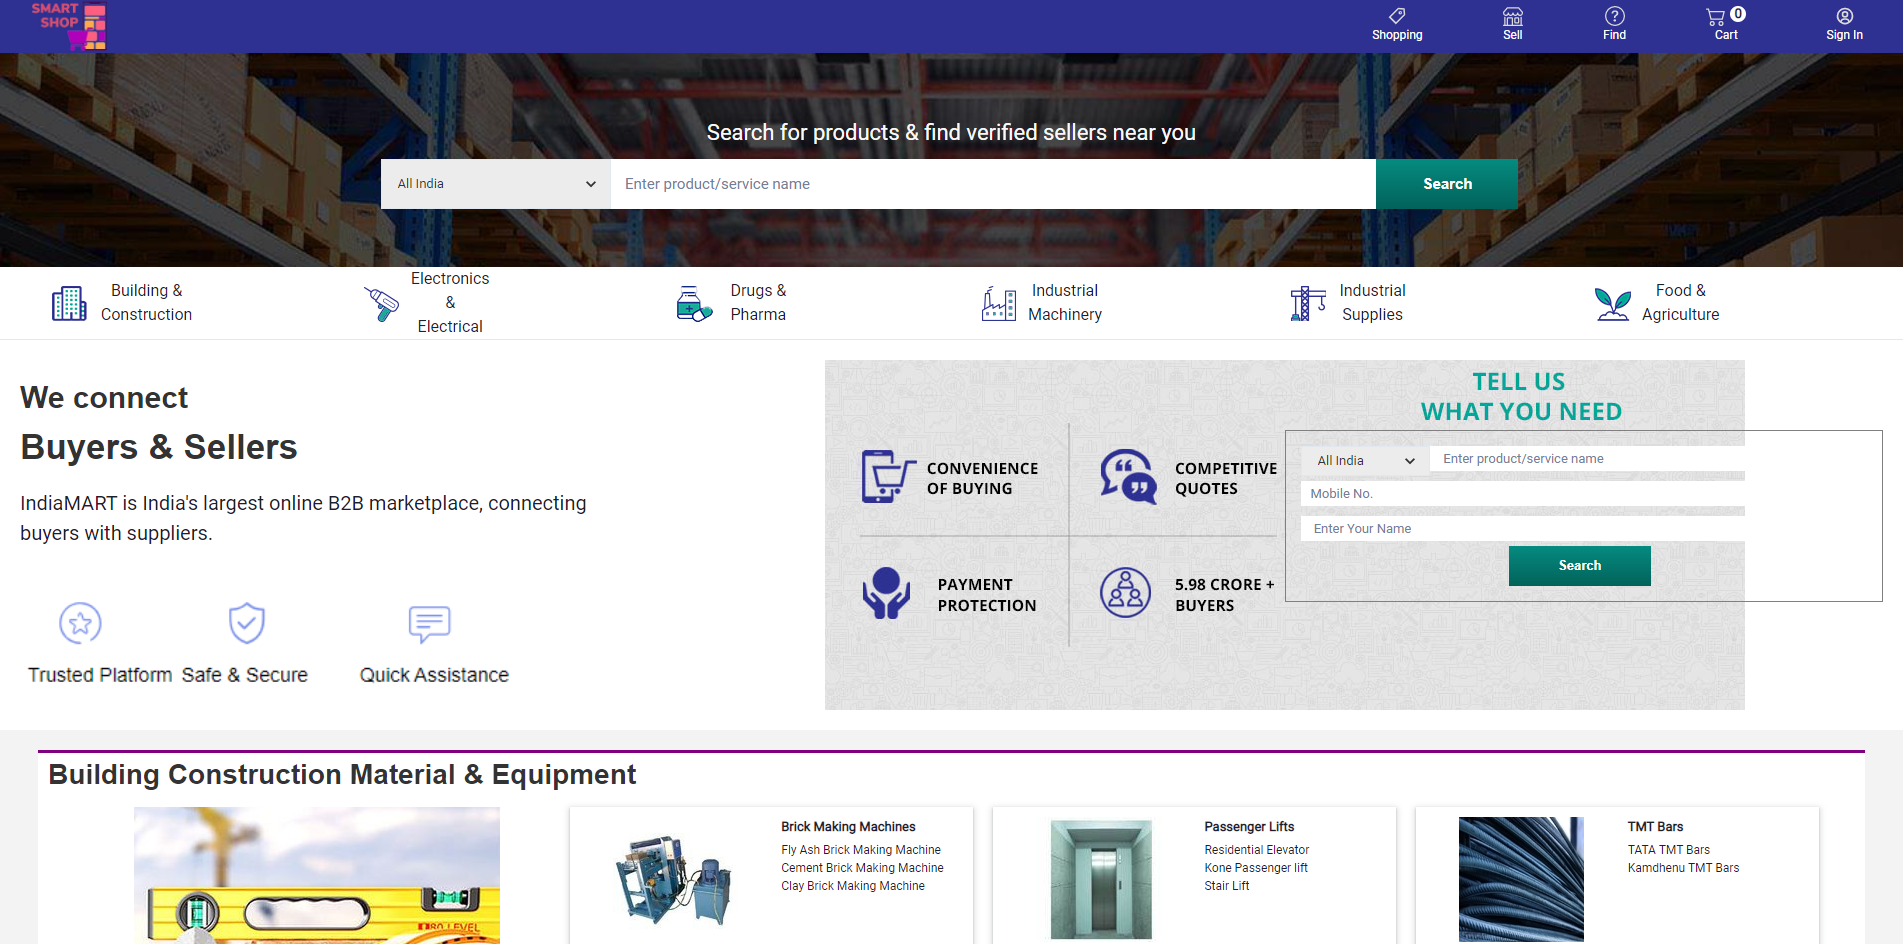 SMART
SHOP
Shopping
Sell
Find
0
Cart
Sign In
Search for products & find verified sellers near you
All India
Enter product/service name
Search
Building &
Construction
Electronics
&
Electrical
Drugs &
Pharma
Industrial
Machinery
Industrial
Supplies
Food &
Agriculture
We connect
Buyers & Sellers
IndiaMART is India's largest online B2B marketplace, connecting
buyers with suppliers.
Trusted Platform
Safe & Secure
Quick Assistance
CONVENIENCE
OF BUYING
COMPETITIVE
QUOTES
PAYMENT
PROTECTION
5.98 CRORE +
BUYERS
TELL US
WHAT YOU NEED
All India
Enter product/service name
Mobile No.
Enter Your Name
Search
Building Construction Material & Equipment
180 LEVEL
Brick Making Machines
Fly Ash Brick Making Machine
Cement Brick Making Machine
Clay Brick Making Machine
Passenger Lifts
Residential Elevator
Kone Passenger lift
Stair Lift
TMT Bars
TATA TMT Bars
Kamdhenu TMT Bars